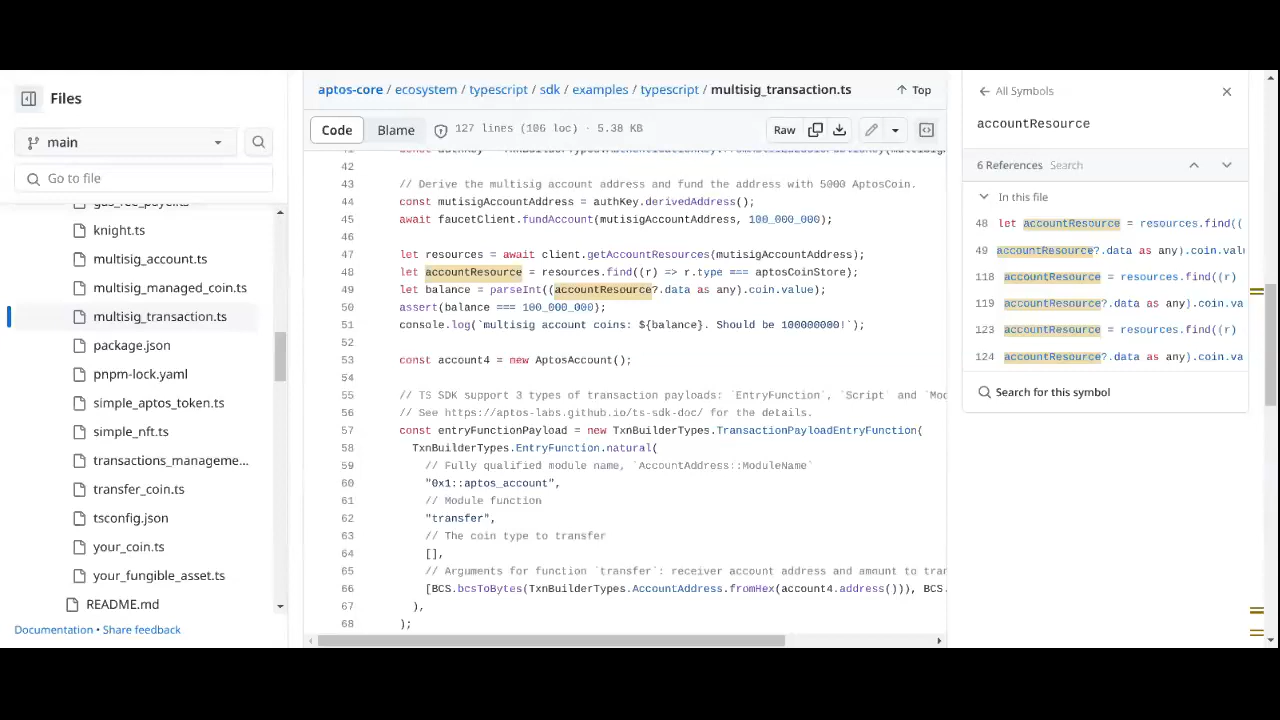 Files
main
Go to file
knight.ts
multisig_account.ts
multisig_managed_coin.ts
multisig_transaction.ts
package.json
pnpm-lock.yaml
simple_aptos_token.ts
simple_nft.ts
transactions_manageme...
transfer_coin.ts
tsconfig.json
your_coin.ts
your_fungible_asset.ts
README.md
Documentation • Share feedback
aptos-core / ecosystem / typescript / sdk / examples / typescript / multisig_transaction.ts
Top
Code
Blame
127 lines (106 loc) · 5.38 KB
Raw
42
43 // Derive the multisig account address and fund the address with 5000 AptosCoin.
44 const mutisigAccountAddress = authKey.derivedAddress();
45 await faucetClient.fundAccount(mutisigAccountAddress, 100_000_000);
46
47 let resources = await client.getAccountResources(mutisigAccountAddress);
48 let accountResource = resources.find((r) => r.type === aptosCoinStore);
49 let balance = parseInt((accountResource?.data as any).coin.value);
50 assert(balance === 100_000_000);
51 console.log(`multisig account coins: ${balance}. Should be 100000000!`);
52
53 const account4 = new AptosAccount();
54
55 // TS SDK support 3 types of transaction payloads: `EntryFunction`, `Script` and `Mod
56 // See https://aptos-labs.github.io/ts-sdk-doc/ for the details.
57 const entryFunctionPayload = new TxnBuilderTypes.TransactionPayloadEntryFunction(
58 TxnBuilderTypes.EntryFunction.natural(
59 // Fully qualified module name, `AccountAddress::ModuleName`
60 "0x1::aptos_account",
61 // Module function
62 "transfer",
63 // The coin type to transfer
64 [],
65 // Arguments for function `transfer`: receiver account address and amount to tran
66 [BCS.bcsToBytes(TxnBuilderTypes.AccountAddress.fromHex(account4.address())), BCS.
67 ),
68 );
All Symbols
accountResource
6 References Search
In this file
48 let accountResource = resources.find((
49 accountResource?.data as any).coin.valu
118 accountResource = resources.find((r)
119 accountResource?.data as any).coin.va
123 accountResource = resources.find((r)
124 accountResource?.data as any).coin.va
Search for this symbol